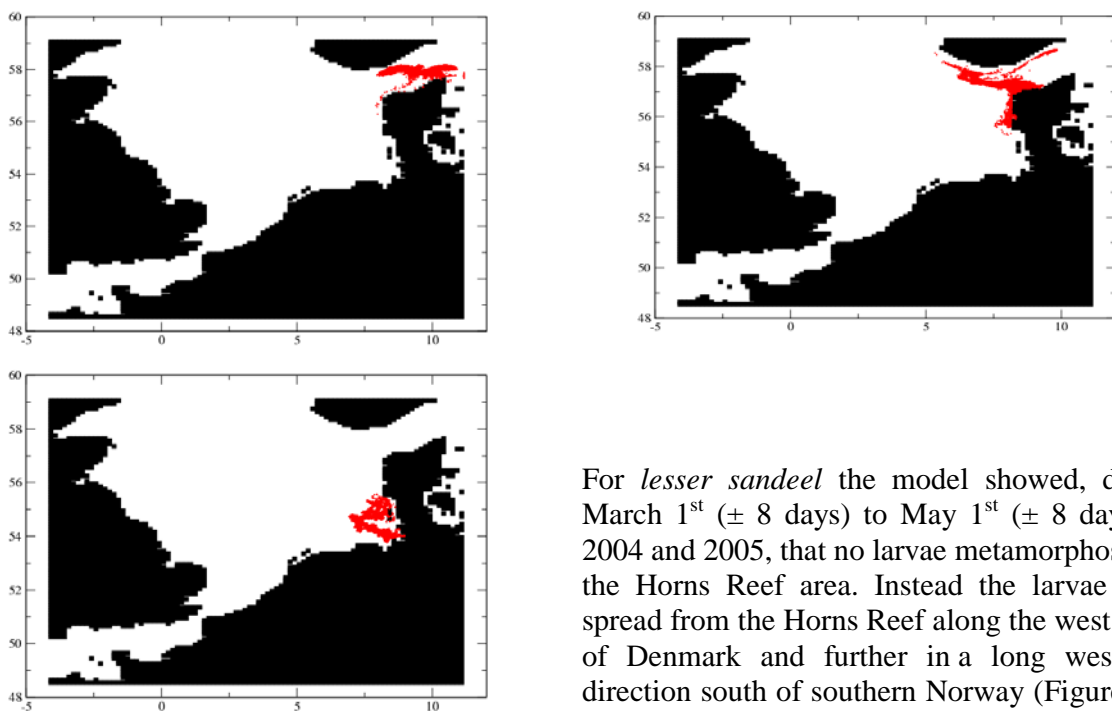 60
58
56
54
52
50
48
-5 0 5 10
60
58
56
54
52
50
48
-5 0 5 10
60
58
56
54
52
50
48
-5 0 5 10
For lesser sandeel the model showed, d
March 1st (± 8 days) to May 1st (± 8 day
2004 and 2005, that no larvae metamorphos
the Horns Reef area. Instead the larvae
spread from the Horns Reef along the west
of Denmark and further in a long wes
direction south of southern Norway (Figure